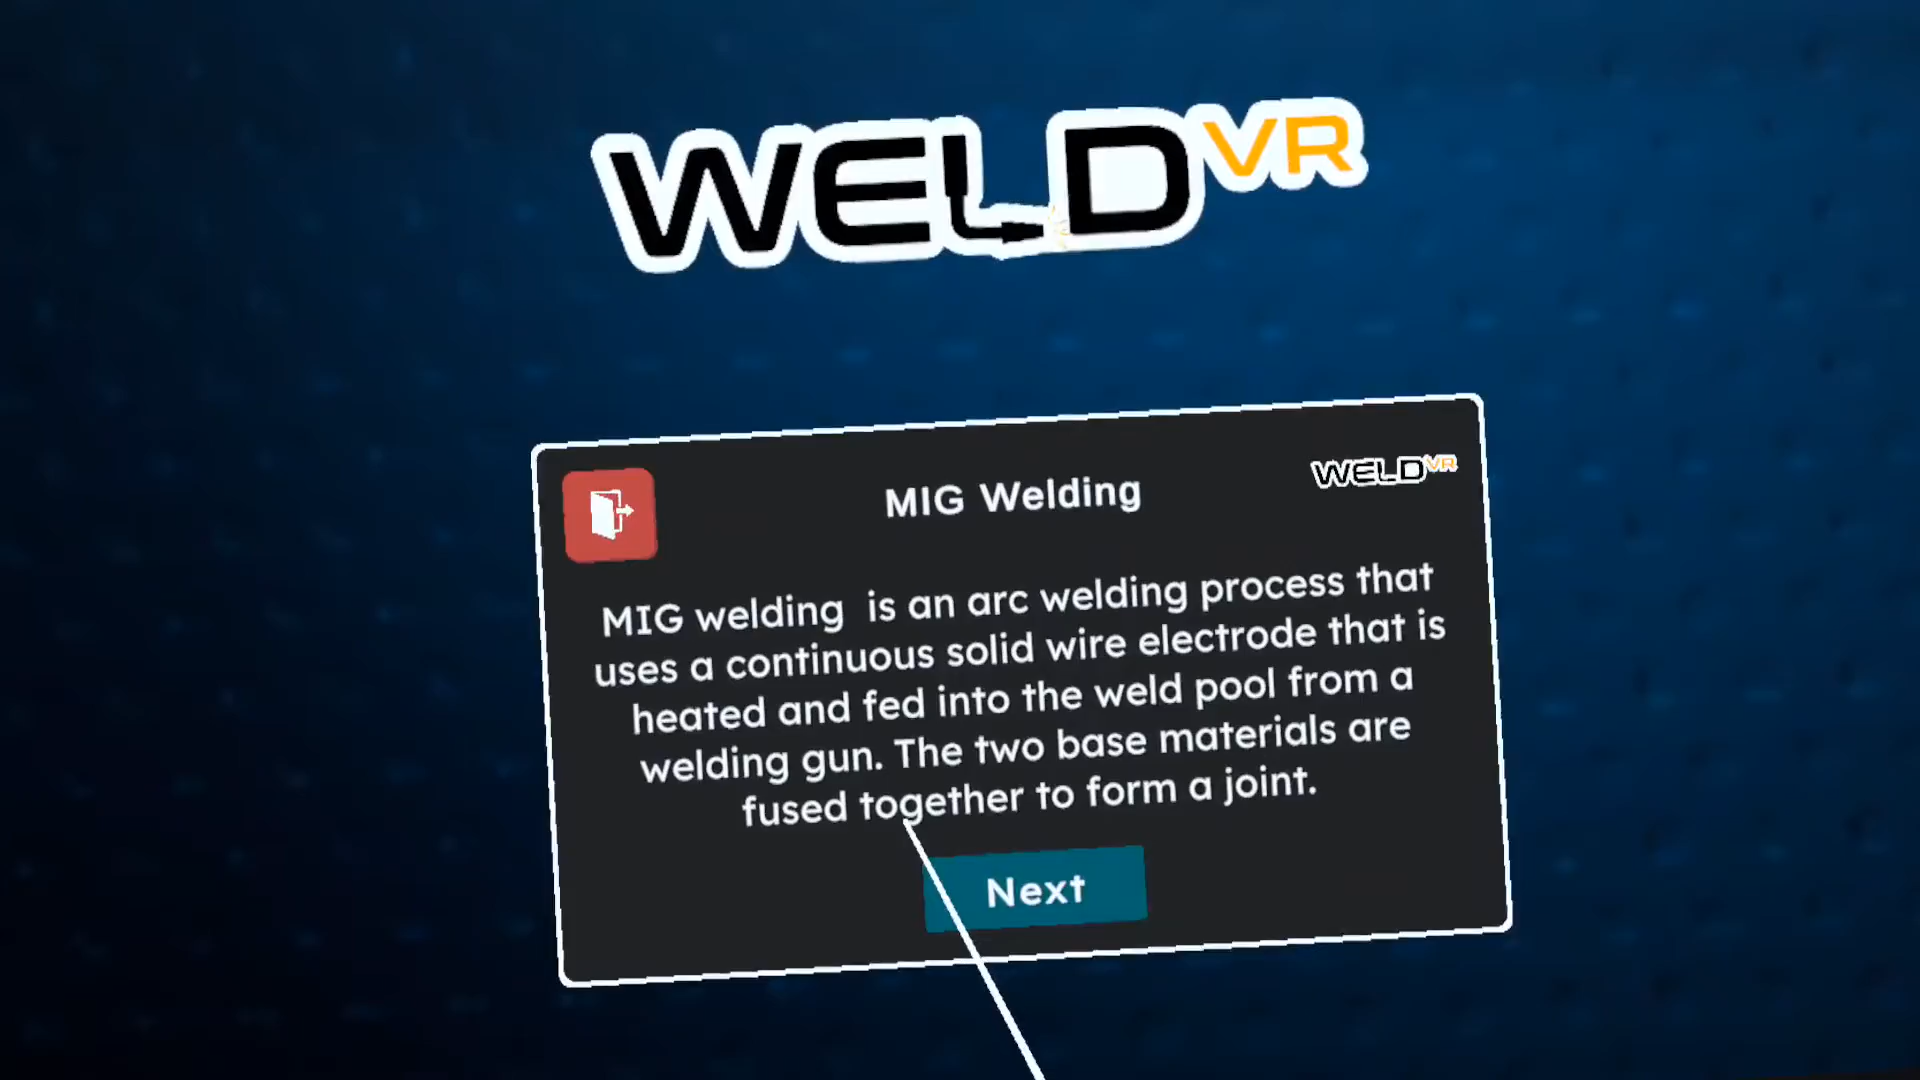 WELDVR
MIG Welding
WELDVR
MIG welding  is an arc welding process that
uses a continuous solid wire electrode that is
heated and fed into the weld pool from a
welding gun. The two base materials are
fused together to form a joint.
Next